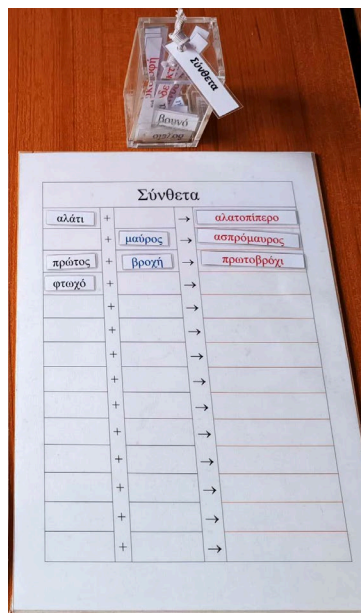 Σύνθετα
βουνό
Σύνθετα
αλάτι + → αλατοπίπερο
+ μαύρος → ασπρόμαυρος
πρώτος + βροχή → πρωτοβρόχι
φτωχό + →
+ →
+ →
+ →
+ →
+ →
+ →
+ →
+ →
+ →
+ →